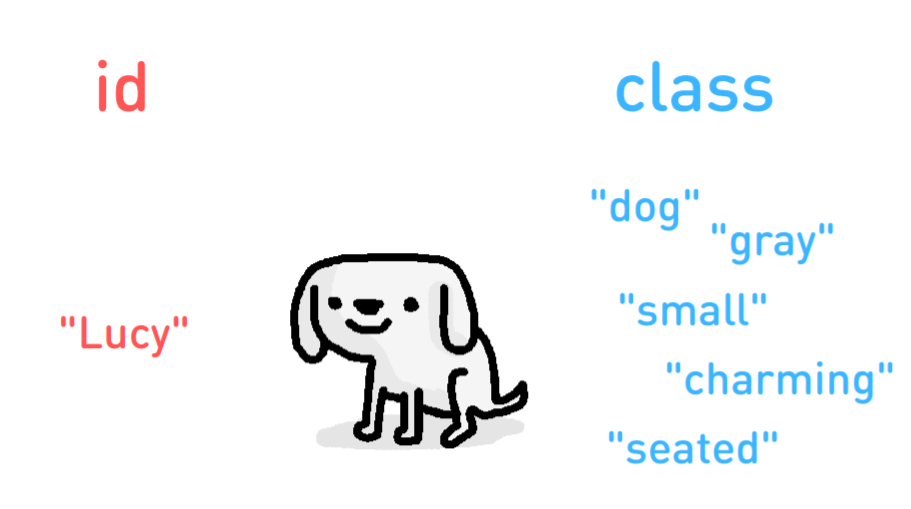 id
class
"Lucy"
"dog"
"gray"
"small"
"charming"
"seated"